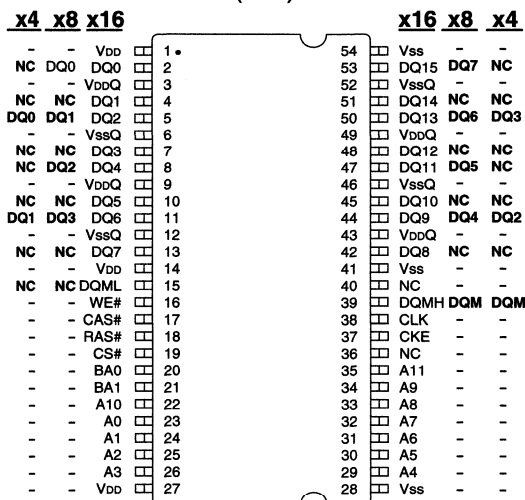 x4 x8 x16 x16 x8 x4
- - VDD 1 54 Vss - -
NC DQ0 DQ0 2 53 DQ15 DQ7 NC
- - VDDQ 3 52 VssQ - -
NC NC DQ1 4 51 DQ14 NC NC
DQ0 DQ1 DQ2 5 50 DQ13 DQ6 DQ3
- - VssQ 6 49 VDDQ - -
NC NC DQ3 7 48 DQ12 NC NC
NC DQ2 DQ4 8 47 DQ11 DQ5 NC
- - VDDQ 9 46 VssQ - -
NC NC DQ5 10 45 DQ10 NC NC
DQ1 DQ3 DQ6 11 44 DQ9 DQ4 DQ2
- - VssQ 12 43 VDDQ - -
NC NC DQ7 13 42 DQ8 NC NC
- - VDD 14 41 Vss - -
NC NC DQML 15 40 NC - -
- - WE# 16 39 DQMH DQM DQM
- - CAS# 17 38 CLK - -
- - RAS# 18 37 CKE - -
- - CS# 19 36 NC - -
- - BA0 20 35 A11 - -
- - BA1 21 34 A9 - -
- - A10 22 33 A8 - -
- - A0 23 32 A7 - -
- - A1 24 31 A6 - -
- - A2 25 30 A5 - -
- - A3 26 29 A4 - -
- - VDD 27 28 Vss - -